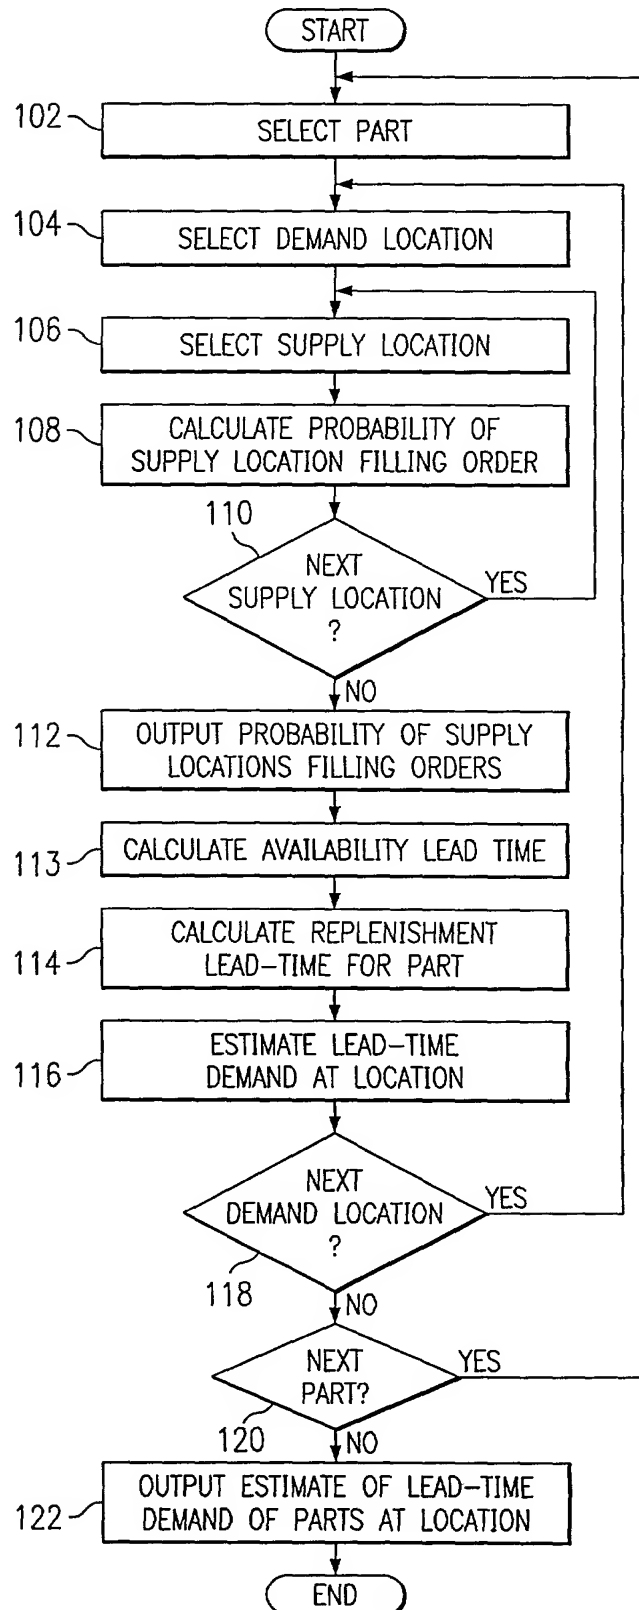 START
102
SELECT PART
104
SELECT DEMAND LOCATION
106
SELECT SUPPLY LOCATION
108
CALCULATE PROBABILITY OF
SUPPLY LOCATION FILLING ORDER
110
NEXT
SUPPLY LOCATION
?
YES
NO
112
OUTPUT PROBABILITY OF SUPPLY
LOCATIONS FILLING ORDERS
113
CALCULATE AVAILABILITY LEAD TIME
114
CALCULATE REPLENISHMENT
LEAD-TIME FOR PART
116
ESTIMATE LEAD-TIME
DEMAND AT LOCATION
NEXT
DEMAND LOCATION
?
YES
118
NO
NEXT
PART?
YES
120
NO
122
OUTPUT ESTIMATE OF LEAD-TIME
DEMAND OF PARTS AT LOCATION
END